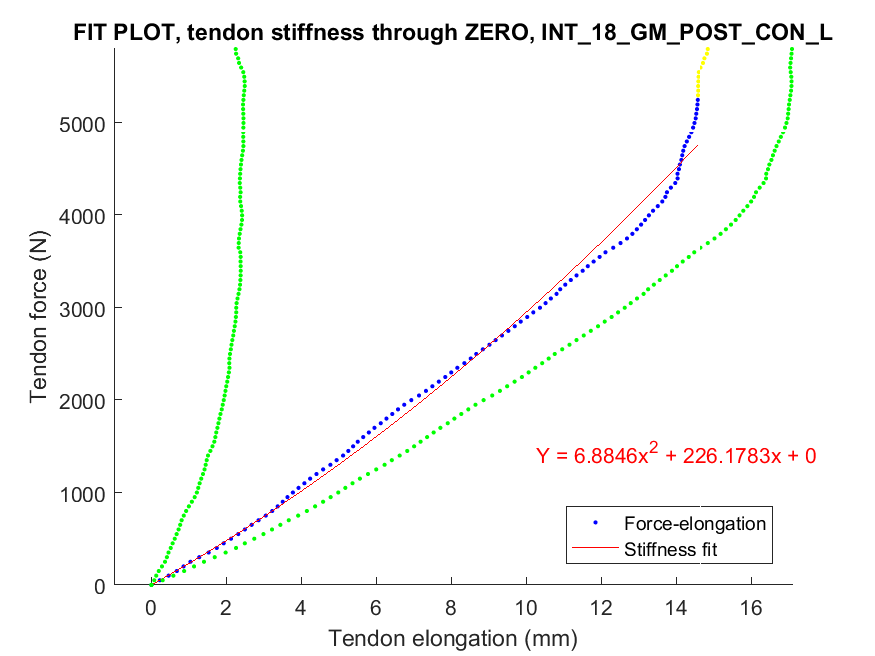 FIT PLOT, tendon stiffness through ZERO, INT_18_GM_POST_CON_L
5000
4000
3000
2000
1000
0
Tendon force (N)
Y = 6.8846x² + 226.1783x + 0
Force-elongation
Stiffness fit
0 2 4 6 8 10 12 14 16
Tendon elongation (mm)